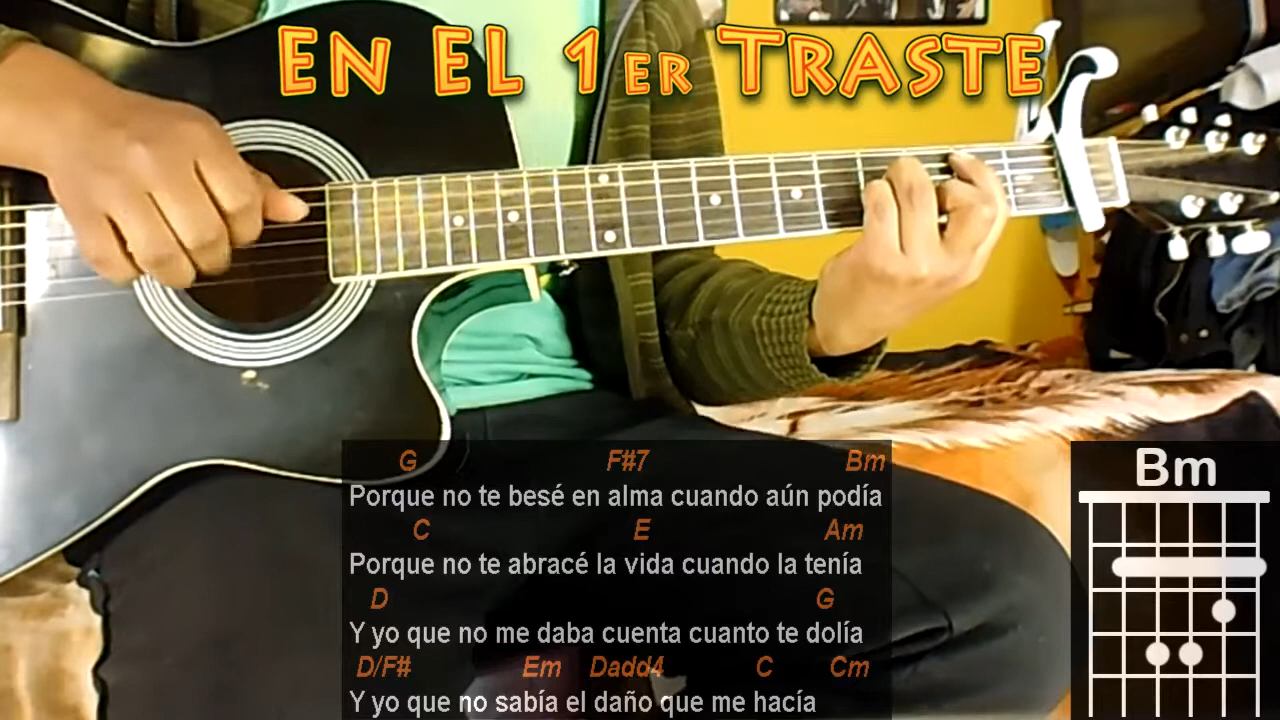 EN EL 1ER TRASTE
G F#7 Bm
Porque no te besé en alma cuando aún podía
C E Am
Porque no te abracé la vida cuando la tenía
D G
Y yo que no me daba cuenta cuanto te dolía
D/F# Em Dadd4 C Cm
Y yo que no sabía el daño que me hacía
Bm